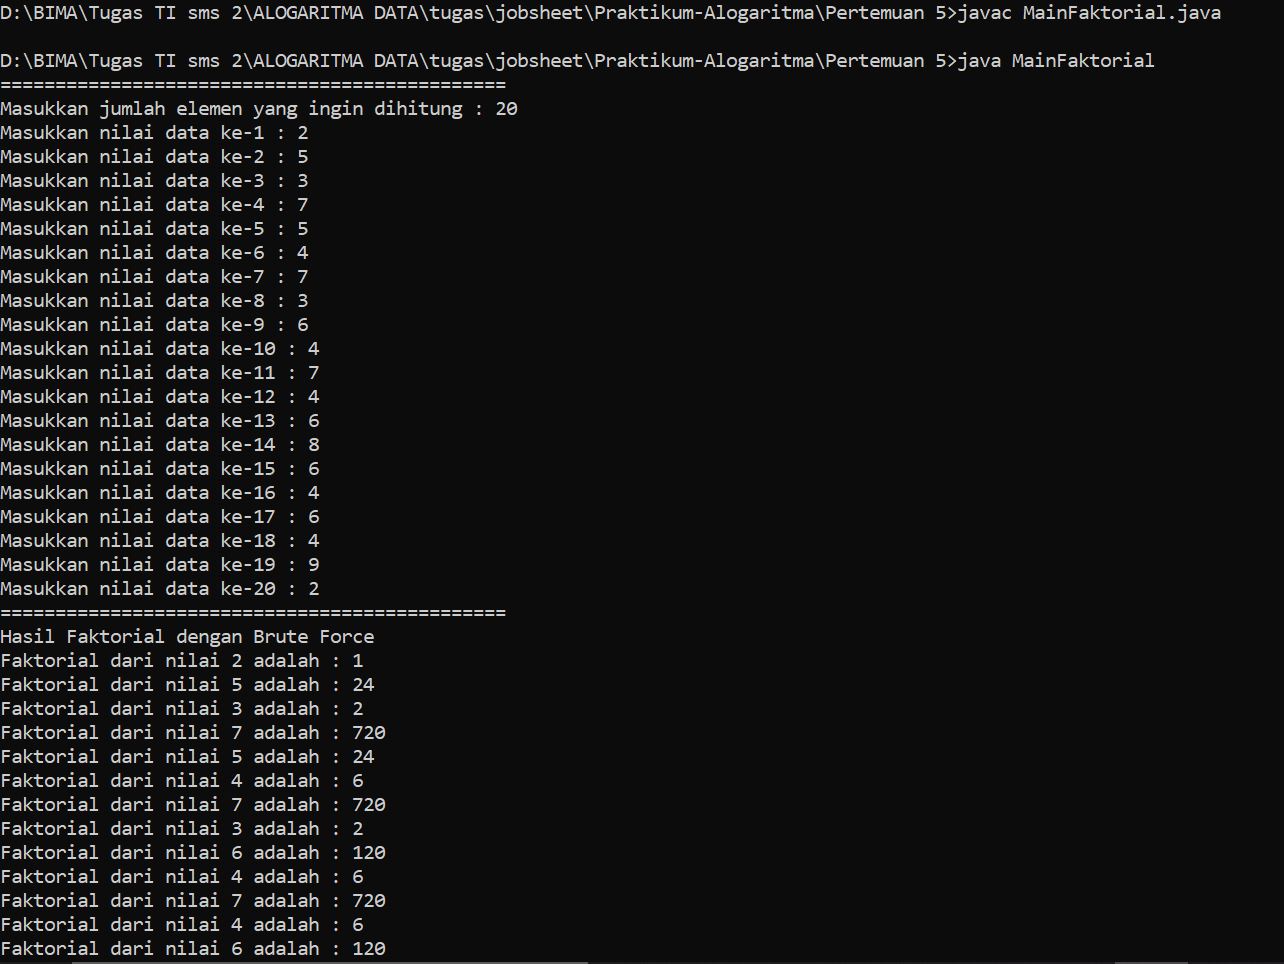 D:\BIMA\Tugas TI sms 2\ALOGARITMA DATA\tugas\jobsheet\Praktikum-Alogaritma\Pertemuan 5>javac MainFaktorial.java
D:\BIMA\Tugas TI sms 2\ALOGARITMA DATA\tugas\jobsheet\Praktikum-Alogaritma\Pertemuan 5>java MainFaktorial
==============================================
Masukkan jumlah elemen yang ingin dihitung : 20
Masukkan nilai data ke-1 : 2
Masukkan nilai data ke-2 : 5
Masukkan nilai data ke-3 : 3
Masukkan nilai data ke-4 : 7
Masukkan nilai data ke-5 : 5
Masukkan nilai data ke-6 : 4
Masukkan nilai data ke-7 : 7
Masukkan nilai data ke-8 : 3
Masukkan nilai data ke-9 : 6
Masukkan nilai data ke-10 : 4
Masukkan nilai data ke-11 : 7
Masukkan nilai data ke-12 : 4
Masukkan nilai data ke-13 : 6
Masukkan nilai data ke-14 : 8
Masukkan nilai data ke-15 : 6
Masukkan nilai data ke-16 : 4
Masukkan nilai data ke-17 : 6
Masukkan nilai data ke-18 : 4
Masukkan nilai data ke-19 : 9
Masukkan nilai data ke-20 : 2
==============================================
Hasil Faktorial dengan Brute Force
Faktorial dari nilai 2 adalah : 1
Faktorial dari nilai 5 adalah : 24
Faktorial dari nilai 3 adalah : 2
Faktorial dari nilai 7 adalah : 720
Faktorial dari nilai 5 adalah : 24
Faktorial dari nilai 4 adalah : 6
Faktorial dari nilai 7 adalah : 720
Faktorial dari nilai 3 adalah : 2
Faktorial dari nilai 6 adalah : 120
Faktorial dari nilai 4 adalah : 6
Faktorial dari nilai 7 adalah : 720
Faktorial dari nilai 4 adalah : 6
Faktorial dari nilai 6 adalah : 120